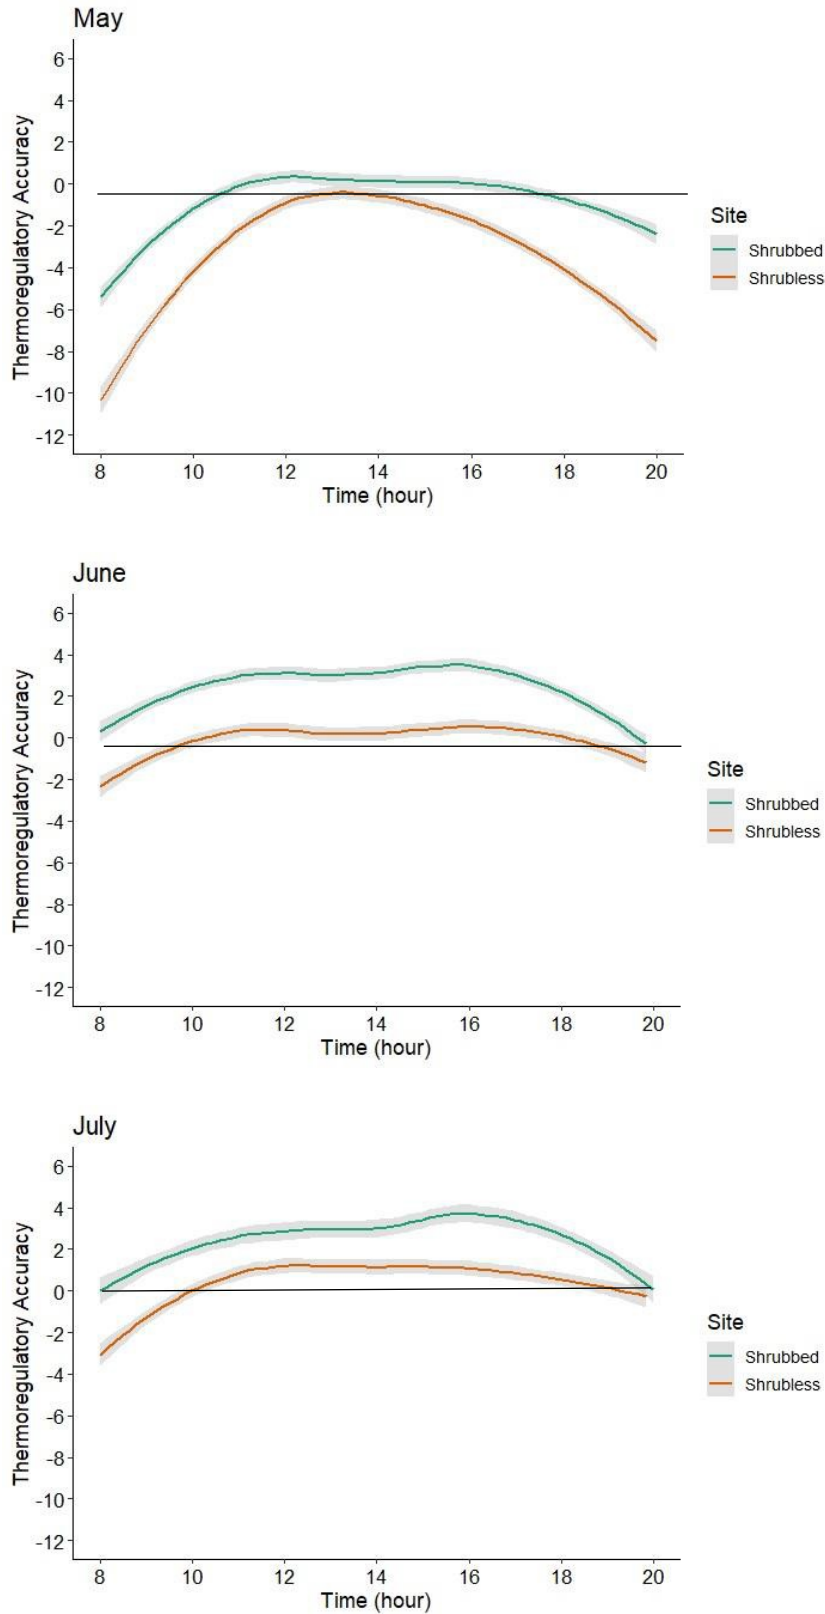 May
6
4
2
0
-2
-4
-6
-8
-10
-12
Thermoregulatory Accuracy
8 10 12 14 16 18 20
Time (hour)
Site
Shrubbed
Shrubless
June
6
4
2
0
-2
-4
-6
-8
-10
-12
Thermoregulatory Accuracy
8 10 12 14 16 18 20
Time (hour)
Site
Shrubbed
Shrubless
July
6
4
2
0
-2
-4
-6
-8
-10
-12
Thermoregulatory Accuracy
8 10 12 14 16 18 20
Time (hour)
Site
Shrubbed
Shrubless